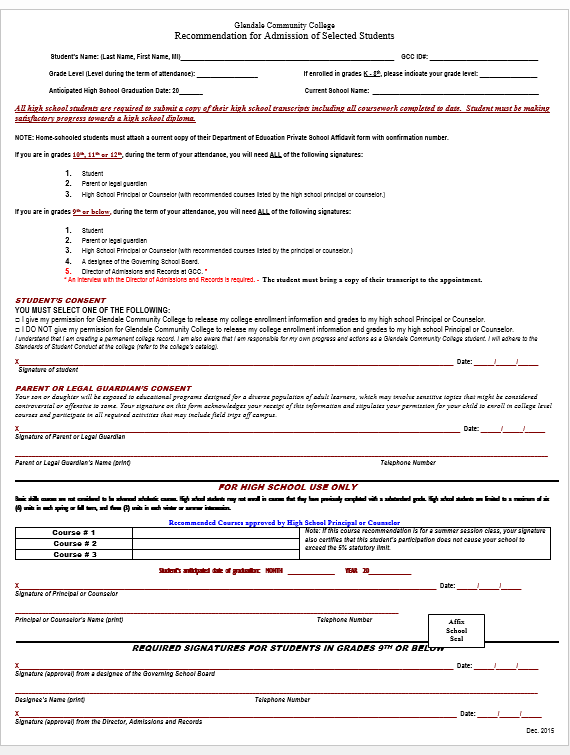 Glendale Community College
Recommendation for Admission of Selected Students
Student's Name: (Last Name, First Name, MI)____ GCC ID#: ____
Grade Level (Level during the term of attendance): ____ If enrolled in grades K - 8th, please indicate your grade level: ____
Anticipated High School Graduation Date: 20____ Current School Name: ____
All high school students are required to submit a copy of their high school transcripts including all coursework completed to date. Student must be making
satisfactory progress towards a high school diploma.
NOTE: Home-schooled students must attach a current copy of their Department of Education Private School Affidavit form with confirmation number.
If you are in grades 10th, 11th or 12th, during the term of your attendance, you will need ALL of the following signatures:
1. Student
2. Parent or legal guardian
3. High School Principal or Counselor (with recommended courses listed by the high school principal or counselor.)
If you are in grades 9th or below, during the term of your attendance, you will need ALL of the following signatures:
1. Student
2. Parent or legal guardian
3. High School Principal or Counselor (with recommended courses listed by the principal or counselor.)
4. A designee of the Governing School Board.
5. Director of Admissions and Records at GCC. *
* An interview with the Director of Admissions and Records is required. - The student must bring a copy of their transcript to the appointment.
STUDENT'S CONSENT
YOU MUST SELECT ONE OF THE FOLLOWING:
□ I give my permission for Glendale Community College to release my college enrollment information and grades to my high school Principal or Counselor.
□ I DO NOT give my permission for Glendale Community College to release my college enrollment information and grades to my high school Principal or Counselor.
I understand that I am creating a permanent college record. I am also aware that I am responsible for my own progress and actions as a Glendale Community College student. I will adhere to the
Standards of Student Conduct at the college (refer to the college's catalog).
X____ Date: ____/____/____
Signature of student
PARENT OR LEGAL GUARDIAN'S CONSENT
Your son or daughter will be exposed to educational programs designed for a diverse population of adult learners, which may involve sensitive topics that might be considered
controversial or offensive to some. Your signature on this form acknowledges your receipt of this information and stipulates your permission for your child to enroll in college level
courses and participate in all required activities that may include field trips off campus.
X____ Date: ____/____/____
Signature of Parent or Legal Guardian
Parent or Legal Guardian's Name (print) Telephone Number
FOR HIGH SCHOOL USE ONLY
Basic skills courses are not considered to be advanced scholastic courses. High school students may not enroll in courses that they have previously completed with a substandard grade. High school students are limited to a maximum of six
(6) units in each spring or fall term, and three (3) units in each winter or summer intersession.
Recommended Courses approved by High School Principal or Counselor
Course # 1
Course # 2
Course # 3
Note: If this course recommendation is for a summer session class, your signature
also certifies that this student's participation does not cause your school to
exceed the 5% statutory limit.
Student's anticipated date of graduation: MONTH ____ YEAR 20____
X____ Date: ____/____/____
Signature of Principal or Counselor
Principal or Counselor's Name (print) Telephone Number
Affix
School
Seal
REQUIRED SIGNATURES FOR STUDENTS IN GRADES 9TH OR BELOW
X____ Date: ____/____/____
Signature (approval) from a designee of the Governing School Board
Designee's Name (print) Telephone Number
X____ Date: ____/____/____
Signature (approval) from the Director, Admissions and Records
Dec. 2015